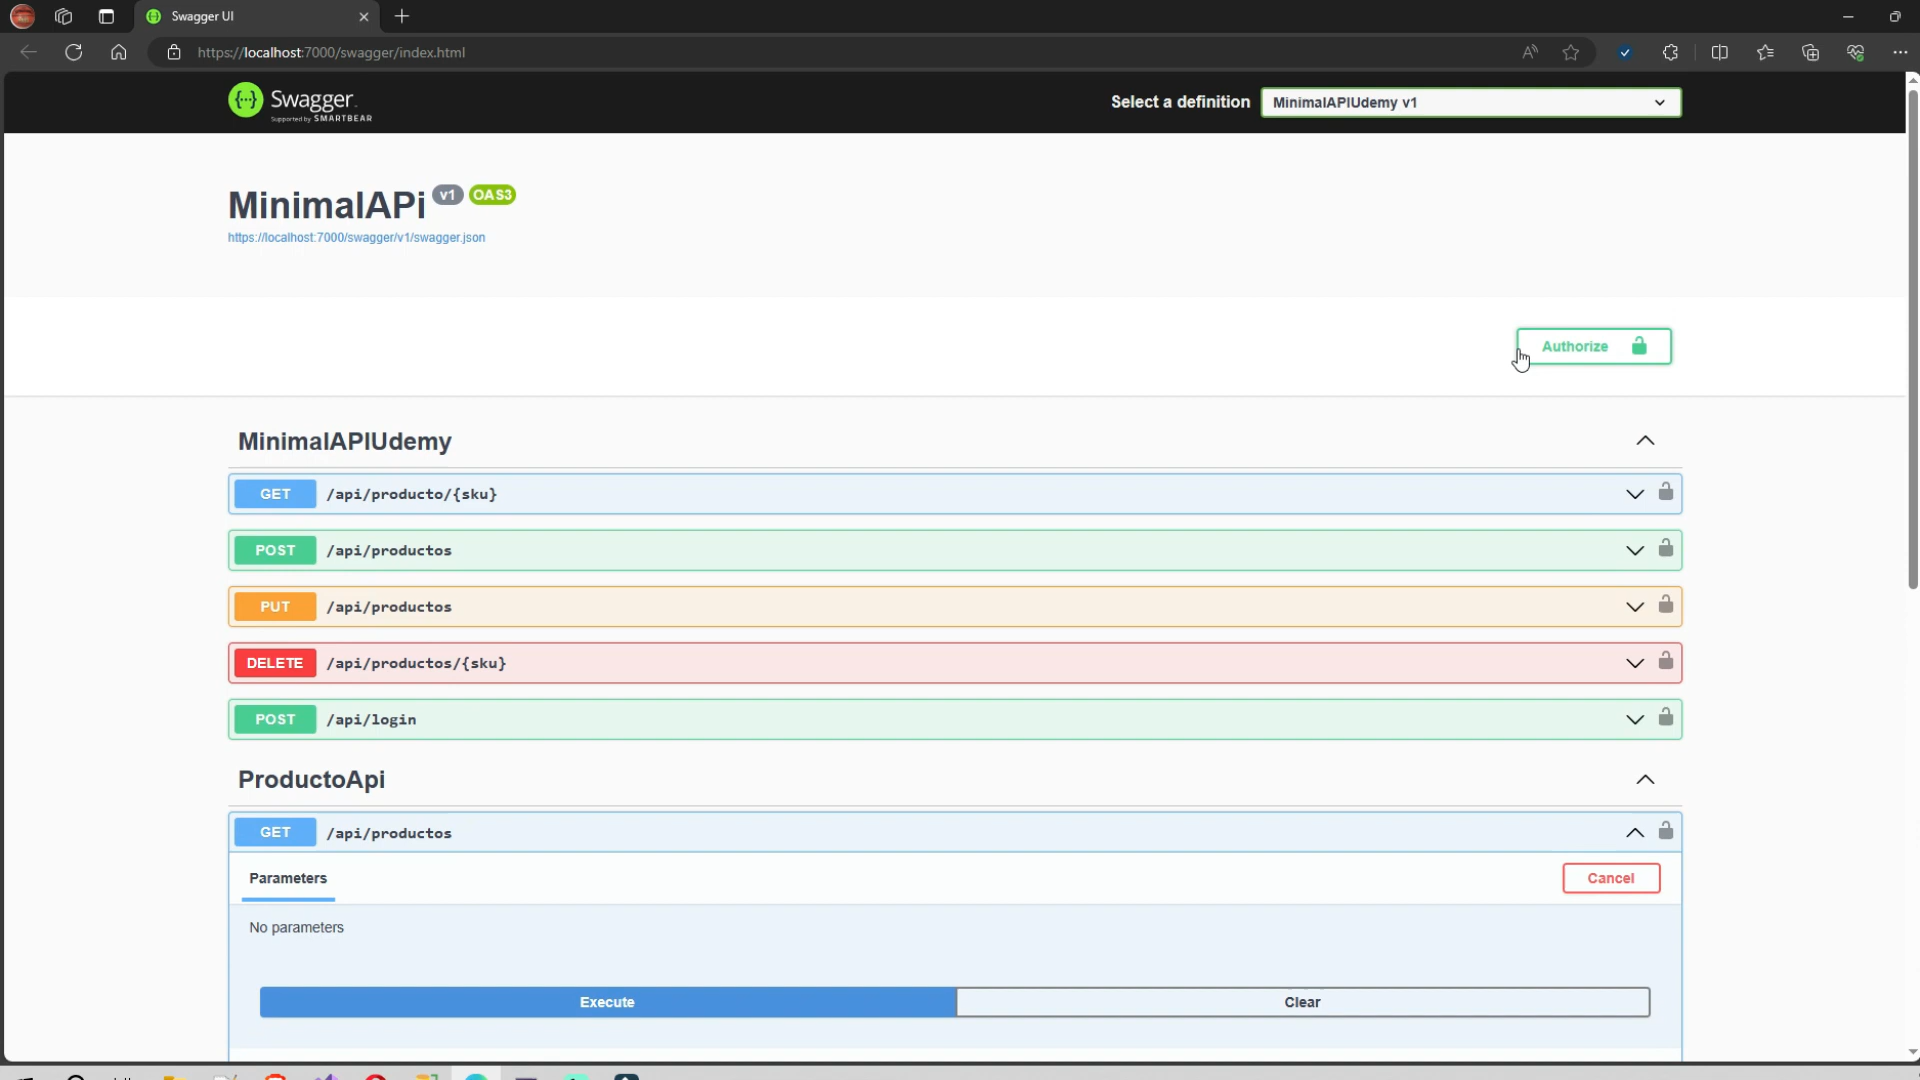 Swagger UI
https://localhost:7000/swagger/index.html
Swagger.
Supported by SMARTBEAR
Select a definition
MinimalAPIUdemy v1
MinimalAPi v1 OAS3
https://localhost:7000/swagger/v1/swagger.json
Authorize
MinimalAPIUdemy
GET /api/producto/{sku}
POST /api/productos
PUT /api/productos
DELETE /api/productos/{sku}
POST /api/login
ProductoApi
GET /api/productos
Parameters
Cancel
No parameters
Execute
Clear